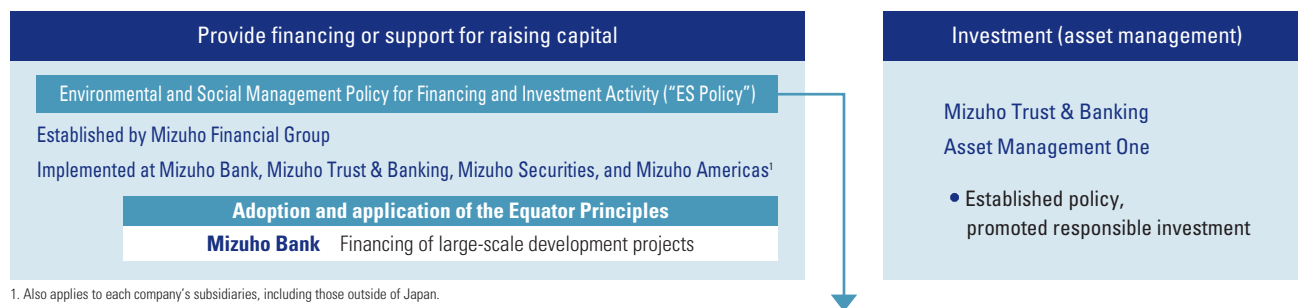 Provide financing or support for raising capital
Environmental and Social Management Policy for Financing and Investment Activity (“ES Policy”)
Established by Mizuho Financial Group
Implemented at Mizuho Bank, Mizuho Trust & Banking, Mizuho Securities, and Mizuho Americas¹
Adoption and application of the Equator Principles
Mizuho Bank Financing of large-scale development projects
1. Also applies to each company’s subsidiaries, including those outside of Japan.
Investment (asset management)
Mizuho Trust & Banking
Asset Management One
• Established policy,
promoted responsible investment